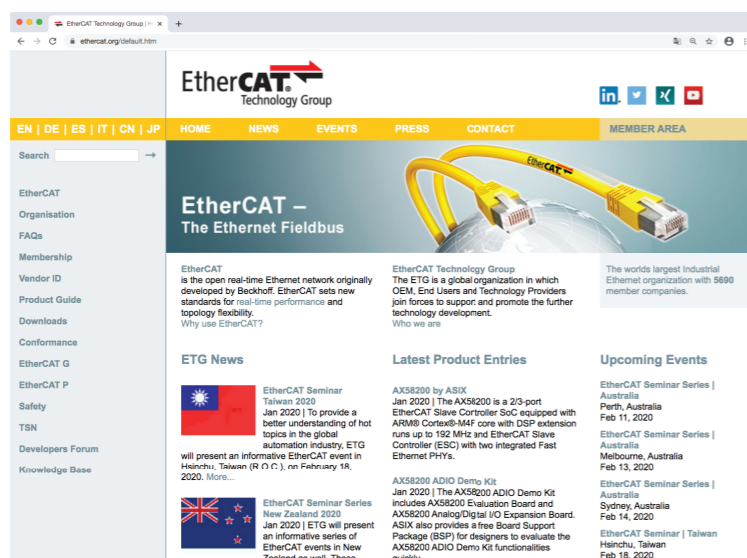 EtherCAT Technology Group | H
ethercat.org/default.htm
EtherCAT.
Technology Group
EN | DE | ES | IT | CN | JP
HOME NEWS EVENTS PRESS CONTACT MEMBER AREA
Search
EtherCAT
Organisation
FAQs
Membership
Vendor ID
Product Guide
Downloads
Conformance
EtherCAT G
EtherCAT P
Safety
TSN
Developers Forum
Knowledge Base
EtherCAT –
The Ethernet Fieldbus
EtherCAT
EtherCAT
is the open real-time Ethernet network originally
developed by Beckhoff. EtherCAT sets new
standards for real-time performance and
topology flexibility.
Why use EtherCAT?
EtherCAT Technology Group
The ETG is a global organization in which
OEM, End Users and Technology Providers
join forces to support and promote the further
technology development.
Who we are
The worlds largest Industrial
Ethernet organization with 5690
member companies.
ETG News
EtherCAT Seminar
Taiwan 2020
Jan 2020 | To provide a
better understanding of hot
topics in the global
automation industry, ETG
will present an informative EtherCAT event in
Hsinchu, Taiwan (R.O.C.), on February 18,
2020. More...
EtherCAT Seminar Series
New Zealand 2020
Jan 2020 | ETG will present
an informative series of
EtherCAT events in New
Zealand as well. These
Latest Product Entries
AX58200 by ASIX
Jan 2020 | The AX58200 is a 2/3-port
EtherCAT Slave Controller SoC equipped with
ARM® Cortex®-M4F core with DSP extension
runs up to 192 MHz and EtherCAT Slave
Controller (ESC) with two integrated Fast
Ethernet PHYs.
AX58200 ADIO Demo Kit
Jan 2020 | The AX58200 ADIO Demo Kit
includes AX58200 Evaluation Board and
AX58200 Analog/Digital I/O Expansion Board.
ASIX also provides a free Board Support
Package (BSP) for designers to evaluate the
AX58200 ADIO Demo Kit functionalities
quickly.
Upcoming Events
EtherCAT Seminar Series |
Australia
Perth, Australia
Feb 11, 2020
EtherCAT Seminar Series |
Australia
Melbourne, Australia
Feb 13, 2020
EtherCAT Seminar Series |
Australia
Sydney, Australia
Feb 14, 2020
EtherCAT Seminar | Taiwan
Hsinchu, Taiwan
Feb 18, 2020